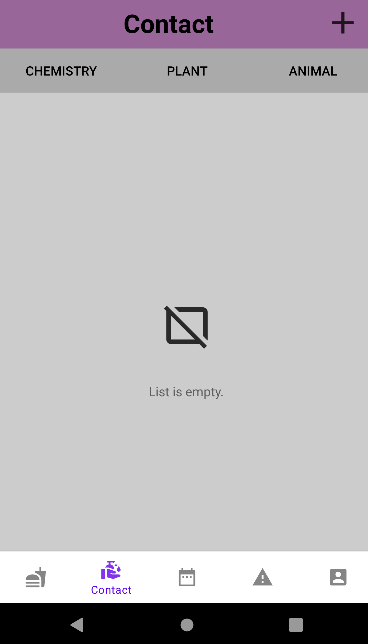 Contact
CHEMISTRY PLANT ANIMAL
List is empty.
Contact